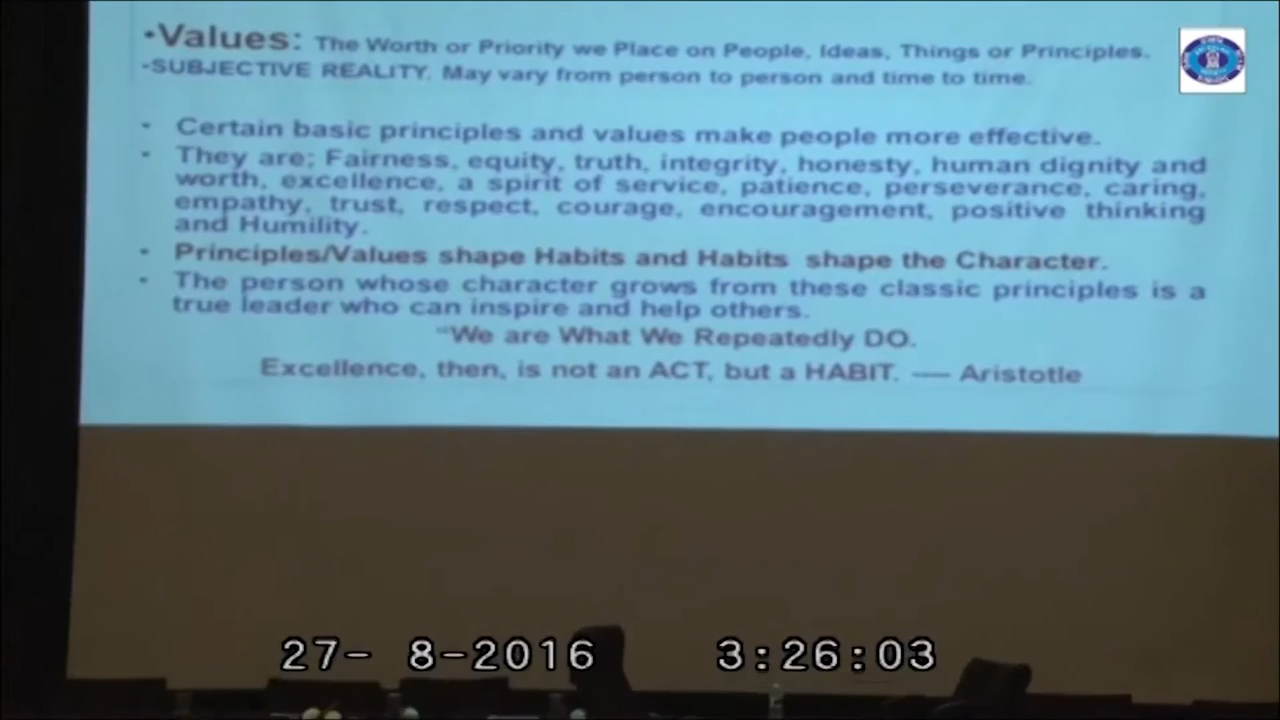 •Values: The Worth or Priority we Place on People, Ideas, Things or Principles.
-SUBJECTIVE REALITY. May vary from person to person and time to time.
• Certain basic principles and values make people more effective.
• They are; Fairness, equity, truth, integrity, honesty, human dignity and
worth, excellence, a spirit of service, patience, perseverance, caring,
empathy, trust, respect, courage, encouragement, positive thinking
and Humility.
• Principles/Values shape Habits and Habits shape the Character.
• The person whose character grows from these classic principles is a
true leader who can inspire and help others.
“We are What We Repeatedly DO.
Excellence, then, is not an ACT, but a HABIT. — Aristotle
27- 8-2016 3:26:03